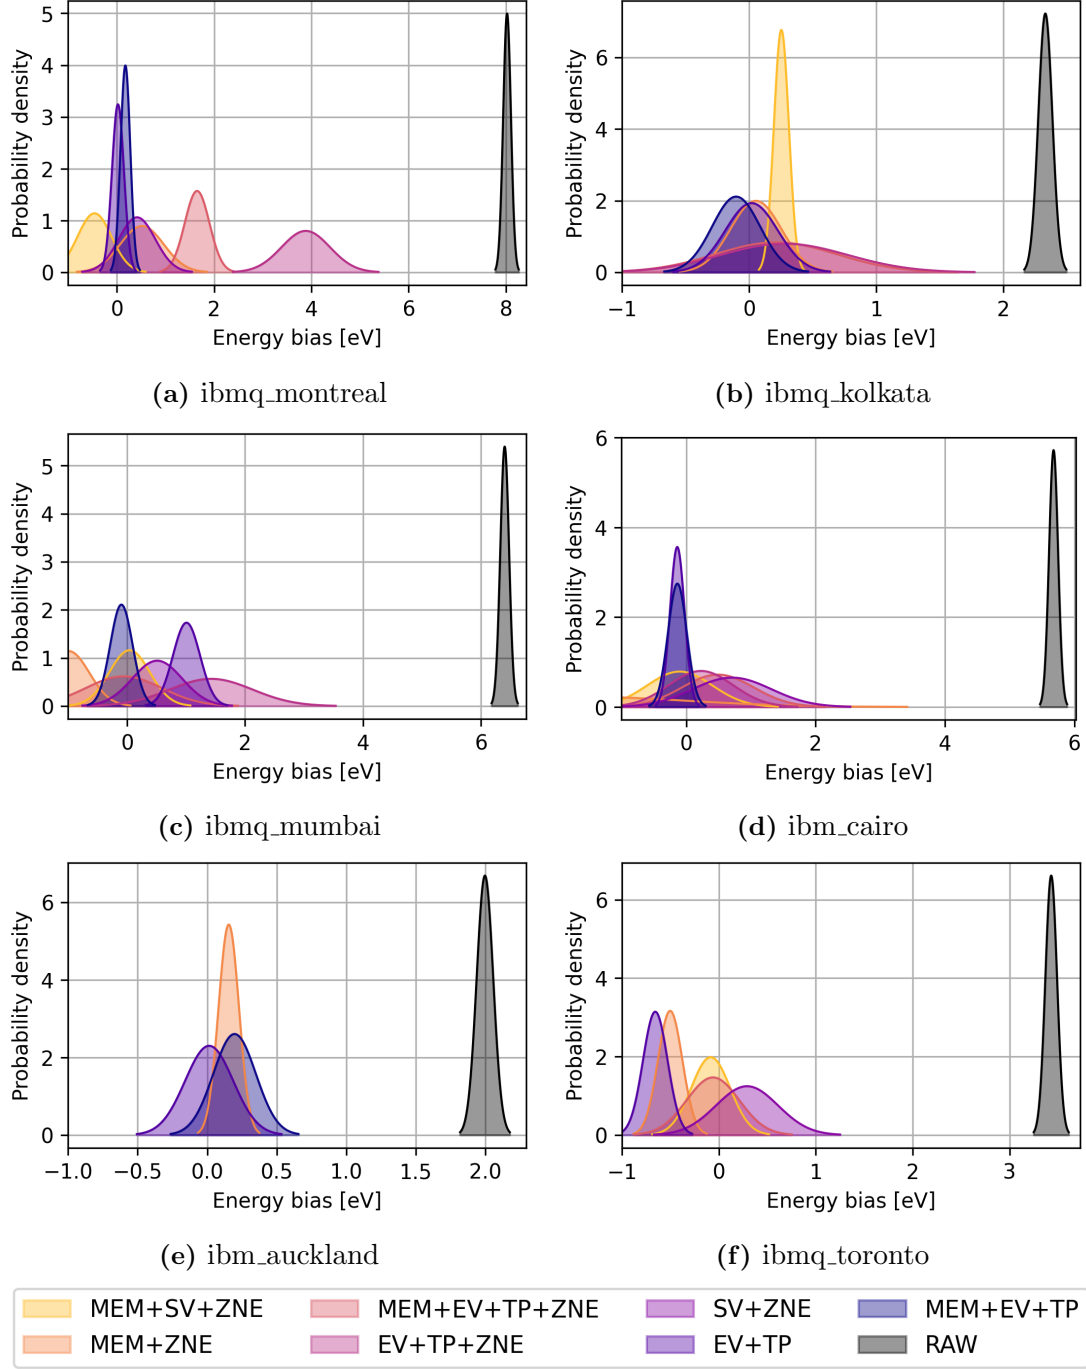 5
4
3
2
1
0
Probability density
0 2 4 6 8
Energy bias [eV]
(a) ibmq_montreal
6
4
2
0
Probability density
−1 0 1 2
Energy bias [eV]
(b) ibmq_kolkata
5
4
3
2
1
0
Probability density
0 2 4 6
Energy bias [eV]
(c) ibmq_mumbai
6
4
2
0
Probability density
0 2 4 6
Energy bias [eV]
(d) ibm_cairo
6
4
2
0
Probability density
−1.0 −0.5 0.0 0.5 1.0 1.5 2.0
Energy bias [eV]
(e) ibm_auckland
6
4
2
0
Probability density
−1 0 1 2 3
Energy bias [eV]
(f) ibmq_toronto
MEM+SV+ZNE MEM+EV+TP+ZNE SV+ZNE MEM+EV+TP
MEM+ZNE EV+TP+ZNE EV+TP RAW